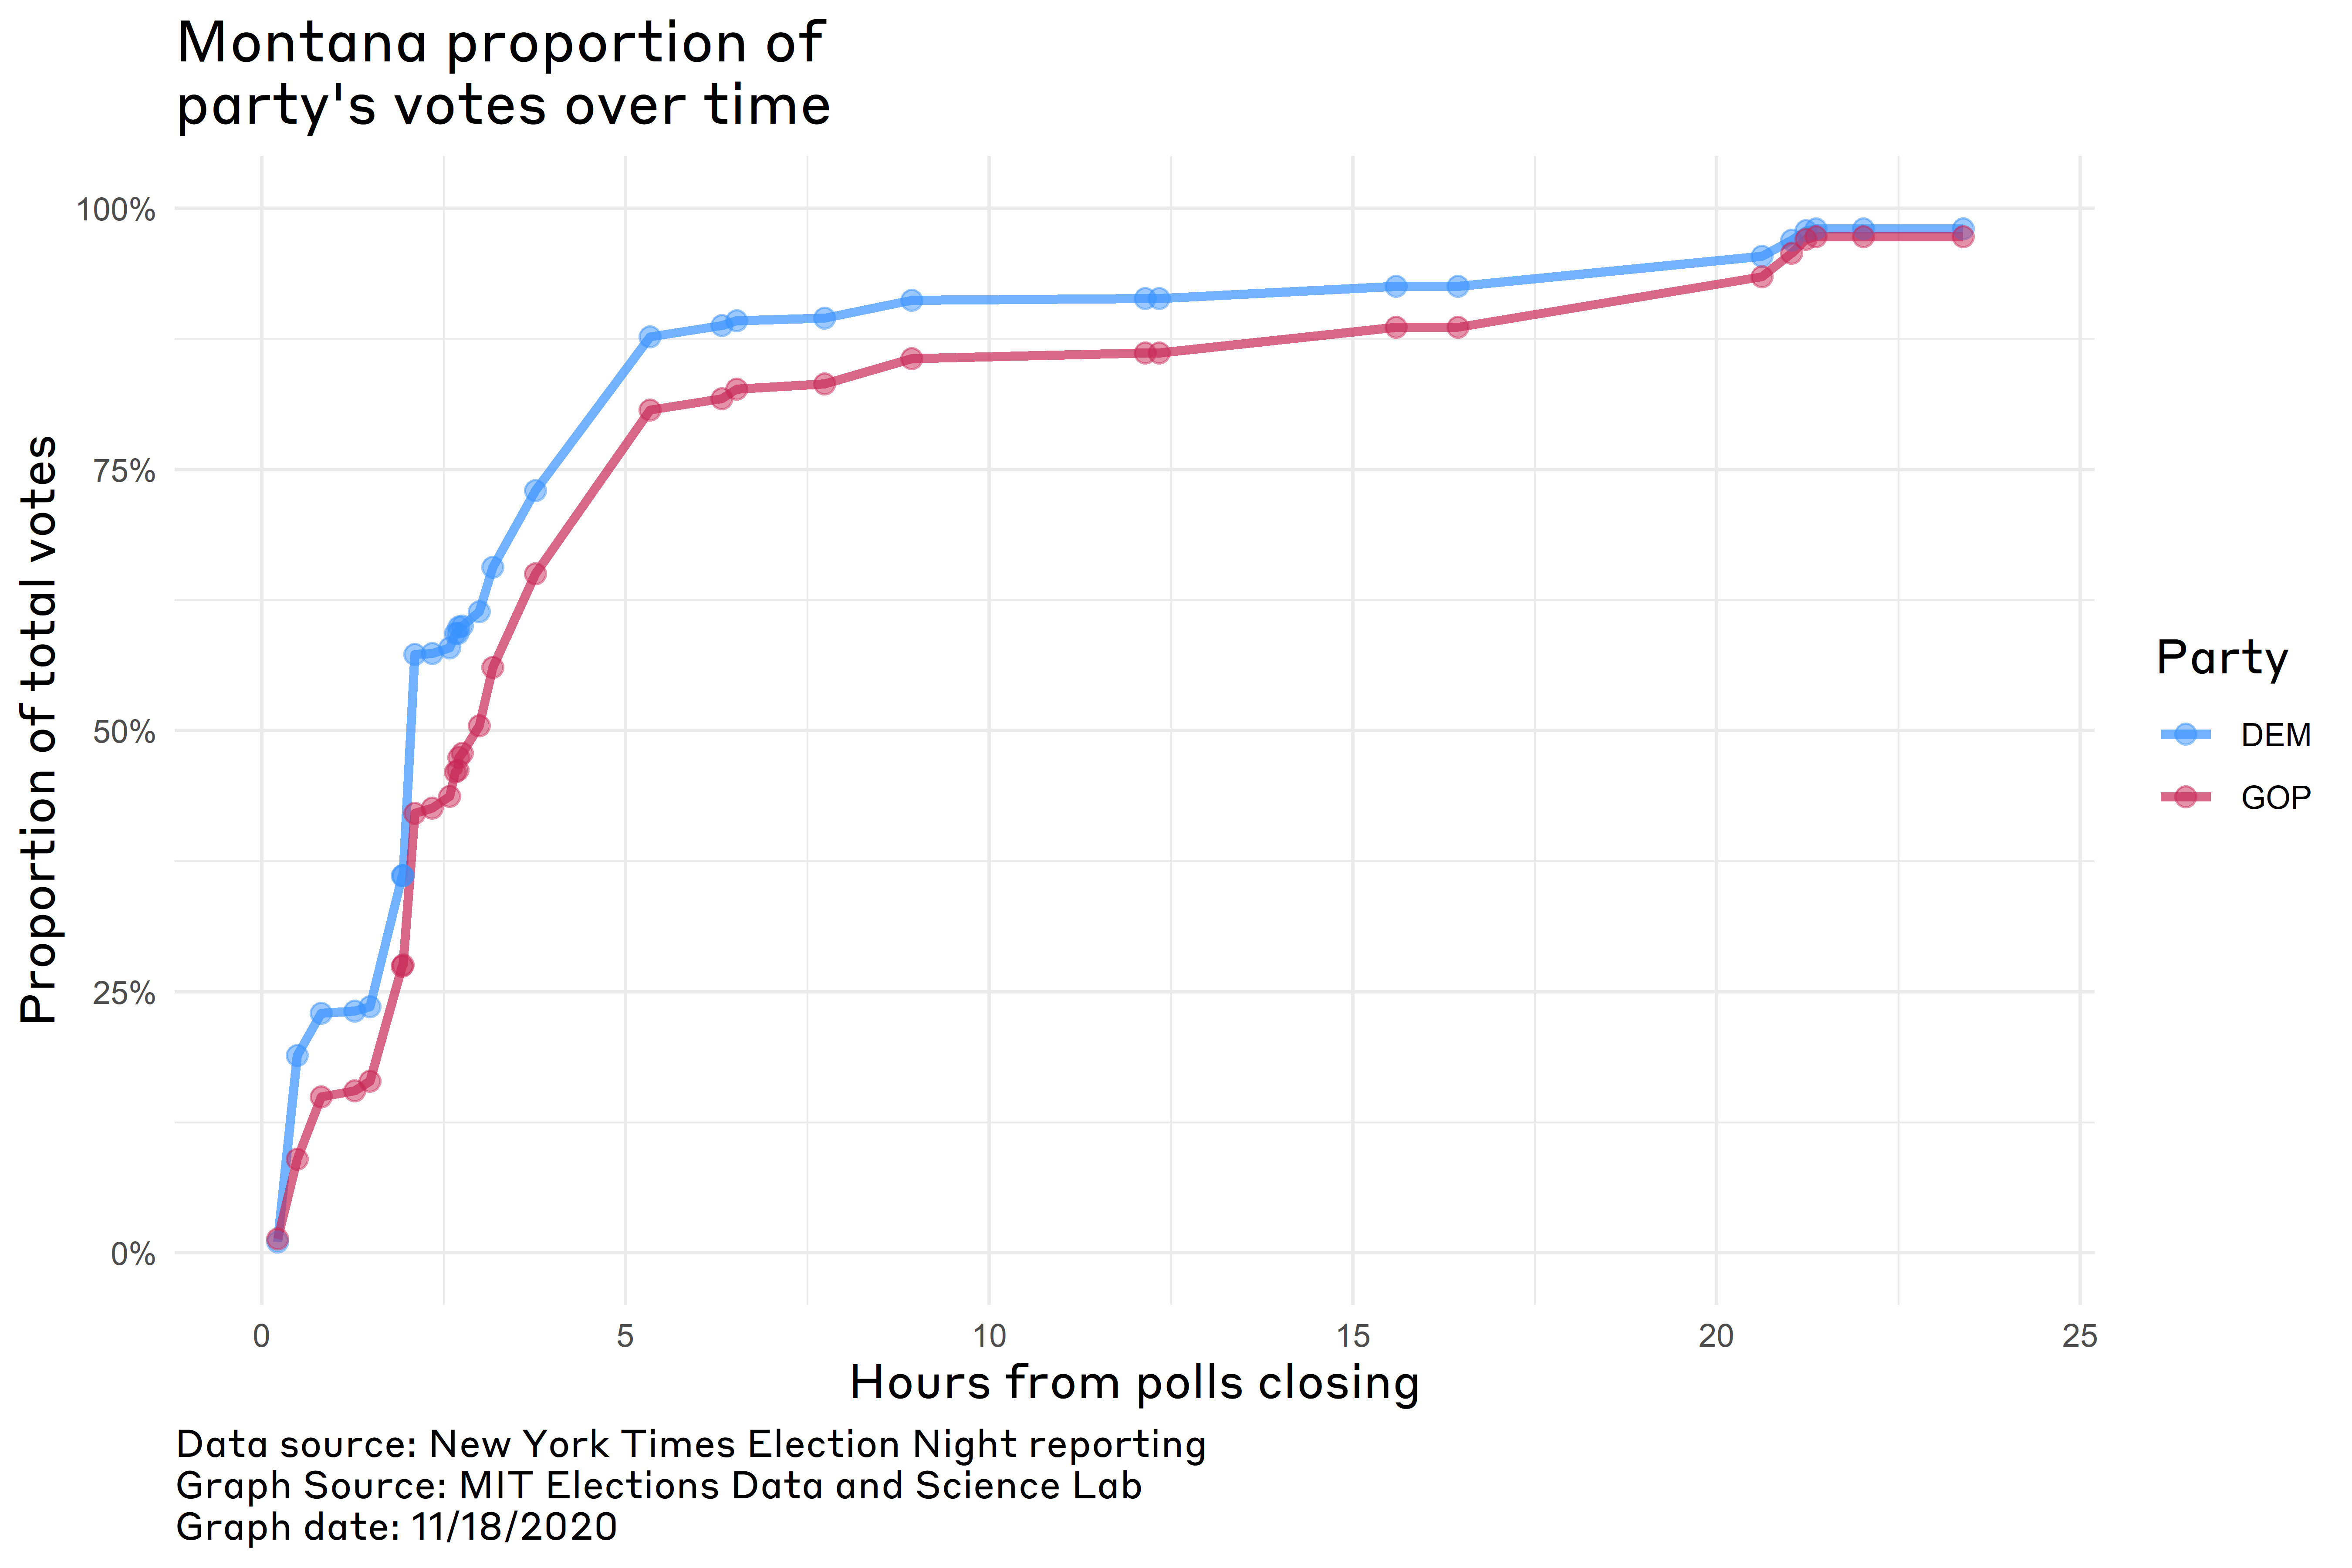 Montana proportion of
party's votes over time
Proportion of total votes
100%
75%
50%
25%
0%
0 5 10 15 20 25
Hours from polls closing
Party
DEM
GOP
Data source: New York Times Election Night reporting
Graph Source: MIT Elections Data and Science Lab
Graph date: 11/18/2020